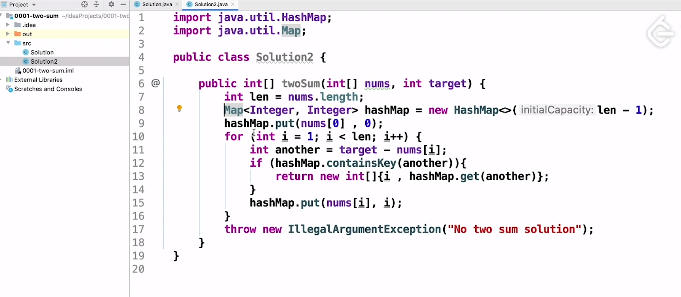 Project
Solution.java
Solution2.java
0001-two-sum ~/IdeaProjects/0001-twc
.idea
out
src
Solution
Solution2
0001-two-sum.iml
External Libraries
Scratches and Consoles
1 import java.util.HashMap;
2 import java.util.Map;
3
4 public class Solution2 {
5
6 @ public int[] twoSum(int[] nums, int target) {
7 int len = nums.length;
8 Map<Integer, Integer> hashMap = new HashMap<>( initialCapacity: len - 1);
9 hashMap.put(nums[0] , 0);
10 for (int i = 1; i < len; i++) {
11 int another = target - nums[i];
12 if (hashMap.containsKey(another)){
13 return new int[]{i , hashMap.get(another)};
14 }
15 hashMap.put(nums[i], i);
16 }
17 throw new IllegalArgumentException("No two sum solution");
18 }
19 }
20